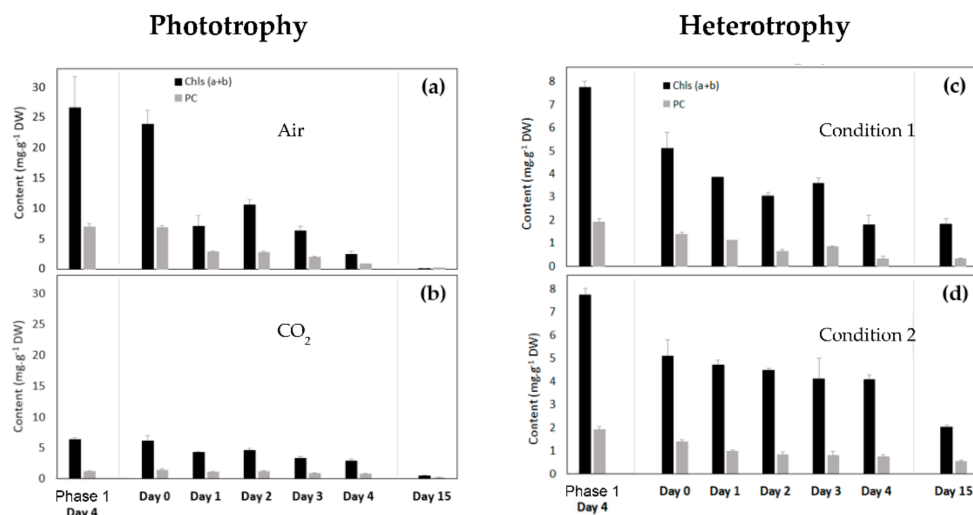 Phototrophy
Heterotrophy
Content (mg.g⁻¹ DW)
30
25
20
15
10
5
0
Chls (a+b)
PC
(a)
Air
Content (mg.g⁻¹ DW)
30
25
20
15
10
5
0
(b)
CO₂
Phase 1
Day 4
Day 0
Day 1
Day 2
Day 3
Day 4
Day 15
Content (mg.g⁻¹ DW)
8
7
6
5
4
3
2
1
0
Chls (a+b)
PC
(c)
Condition 1
Content (mg.g⁻¹ DW)
8
7
6
5
4
3
2
1
0
(d)
Condition 2
Phase 1
Day 4
Day 0
Day 1
Day 2
Day 3
Day 4
Day 15